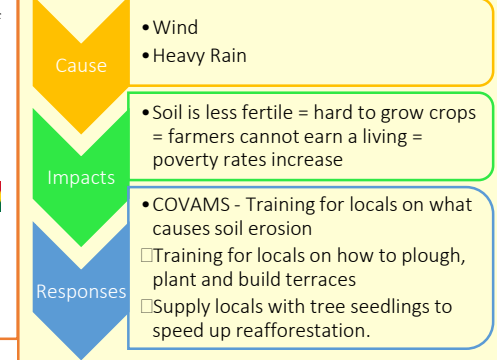 Cause
•Wind
•Heavy Rain
Impacts
•Soil is less fertile = hard to grow crops
= farmers cannot earn a living =
poverty rates increase
Responses
•COVAMS - Training for locals on what
causes soil erosion
□Training for locals on how to plough,
plant and build terraces
□Supply locals with tree seedlings to
speed up reafforestation.